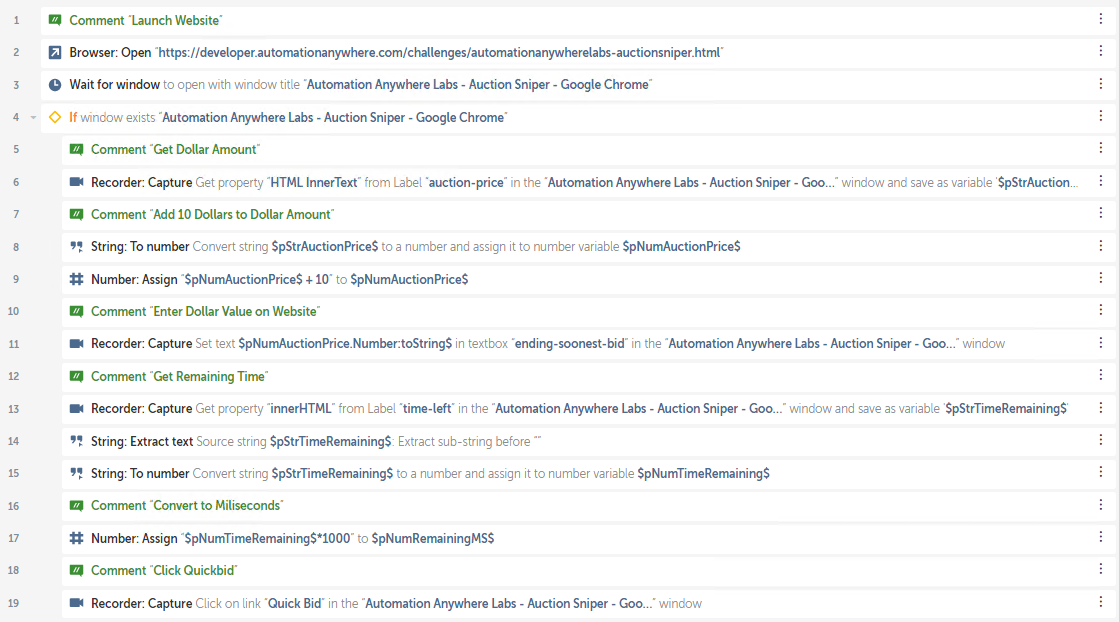 1 Comment "Launch Website"
2 Browser: Open "https://developer.automationanywhere.com/challenges/automationanywherelabs-auctionsniper.html"
3 Wait for window to open with window title "Automation Anywhere Labs - Auction Sniper - Google Chrome"
4 If window exists "Automation Anywhere Labs - Auction Sniper - Google Chrome"
5 Comment "Get Dollar Amount"
6 Recorder: Capture Get property "HTML InnerText" from Label "auction-price" in the "Automation Anywhere Labs - Auction Sniper - Goo..." window and save as variable '$pStrAuction...
7 Comment "Add 10 Dollars to Dollar Amount"
8 String: To number Convert string $pStrAuctionPrice$ to a number and assign it to number variable $pNumAuctionPrice$
9 Number: Assign "$pNumAuctionPrice$ + 10" to $pNumAuctionPrice$
10 Comment "Enter Dollar Value on Website"
11 Recorder: Capture Set text $pNumAuctionPrice.Number:toString$ in textbox "ending-soonest-bid" in the "Automation Anywhere Labs - Auction Sniper - Goo..." window
12 Comment "Get Remaining Time"
13 Recorder: Capture Get property "innerHTML" from Label "time-left" in the "Automation Anywhere Labs - Auction Sniper - Goo..." window and save as variable '$pStrTimeRemaining$'
14 String: Extract text Source string $pStrTimeRemaining$: Extract sub-string before ""
15 String: To number Convert string $pStrTimeRemaining$ to a number and assign it to number variable $pNumTimeRemaining$
16 Comment "Convert to Miliseconds"
17 Number: Assign "$pNumTimeRemaining$*1000" to $pNumRemainingMS$
18 Comment "Click Quickbid"
19 Recorder: Capture Click on link "Quick Bid" in the "Automation Anywhere Labs - Auction Sniper - Goo..." window